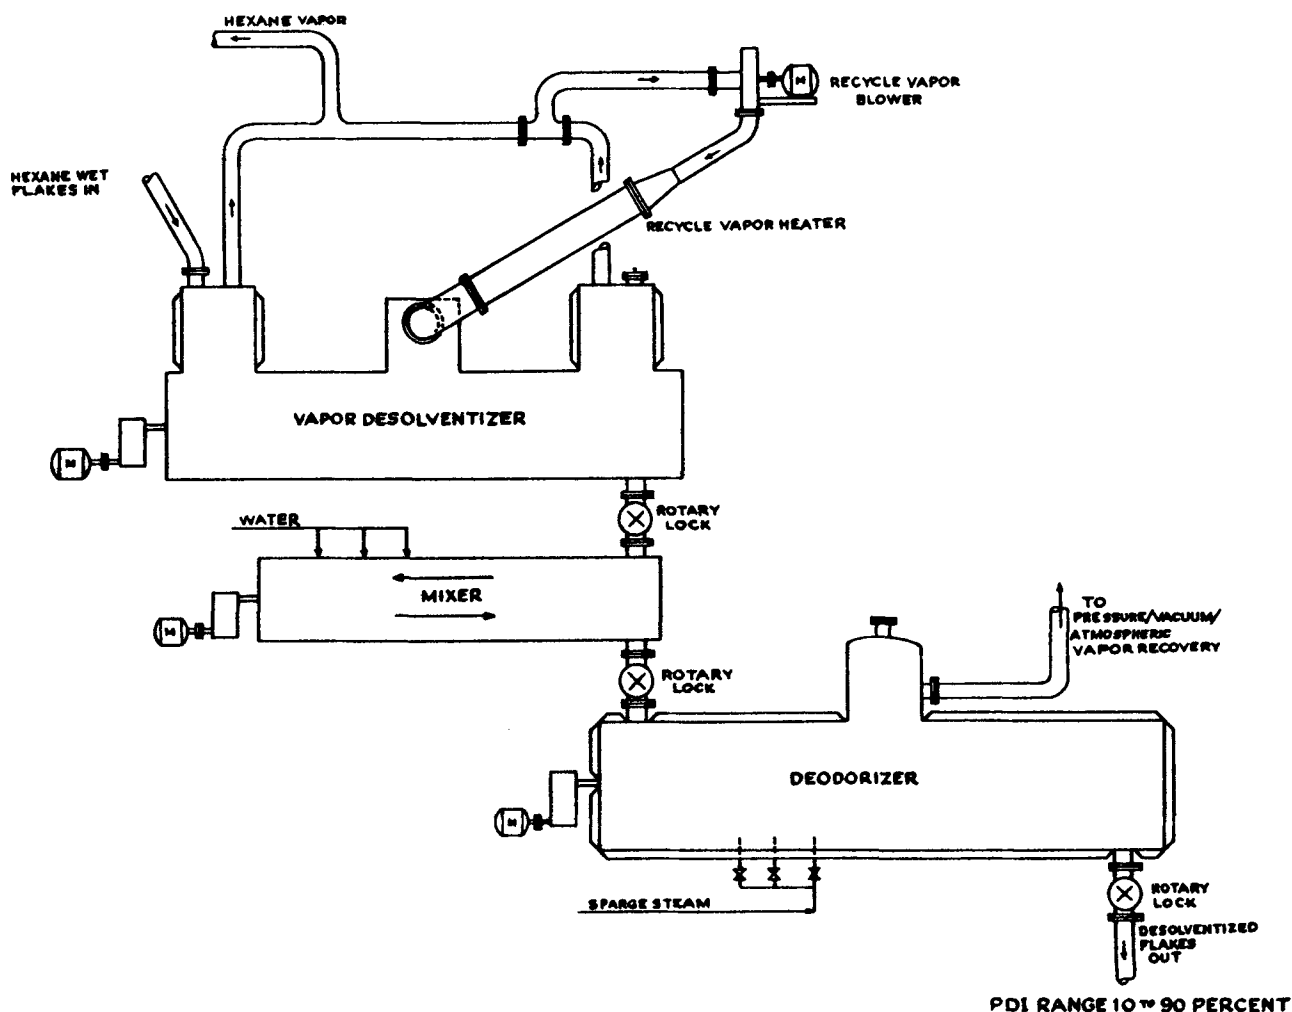 HEXANE VAPOR
RECYCLE VAPOR
BLOWER
M
HEXANE WET
FLAKES IN
RECYCLE VAPOR HEATER
VAPOR DESOLVENTIZER
M
ROTARY
LOCK
WATER
MIXER
M
ROTARY
LOCK
TO
PRESSURE/VACUUM/
ATMOSPHERIC
VAPOR RECOVERY
DEODORIZER
M
SPARGE STEAM
ROTARY
LOCK
DESOLVENTIZED
FLAKES
OUT
PDI RANGE 10 TO 90 PERCENT